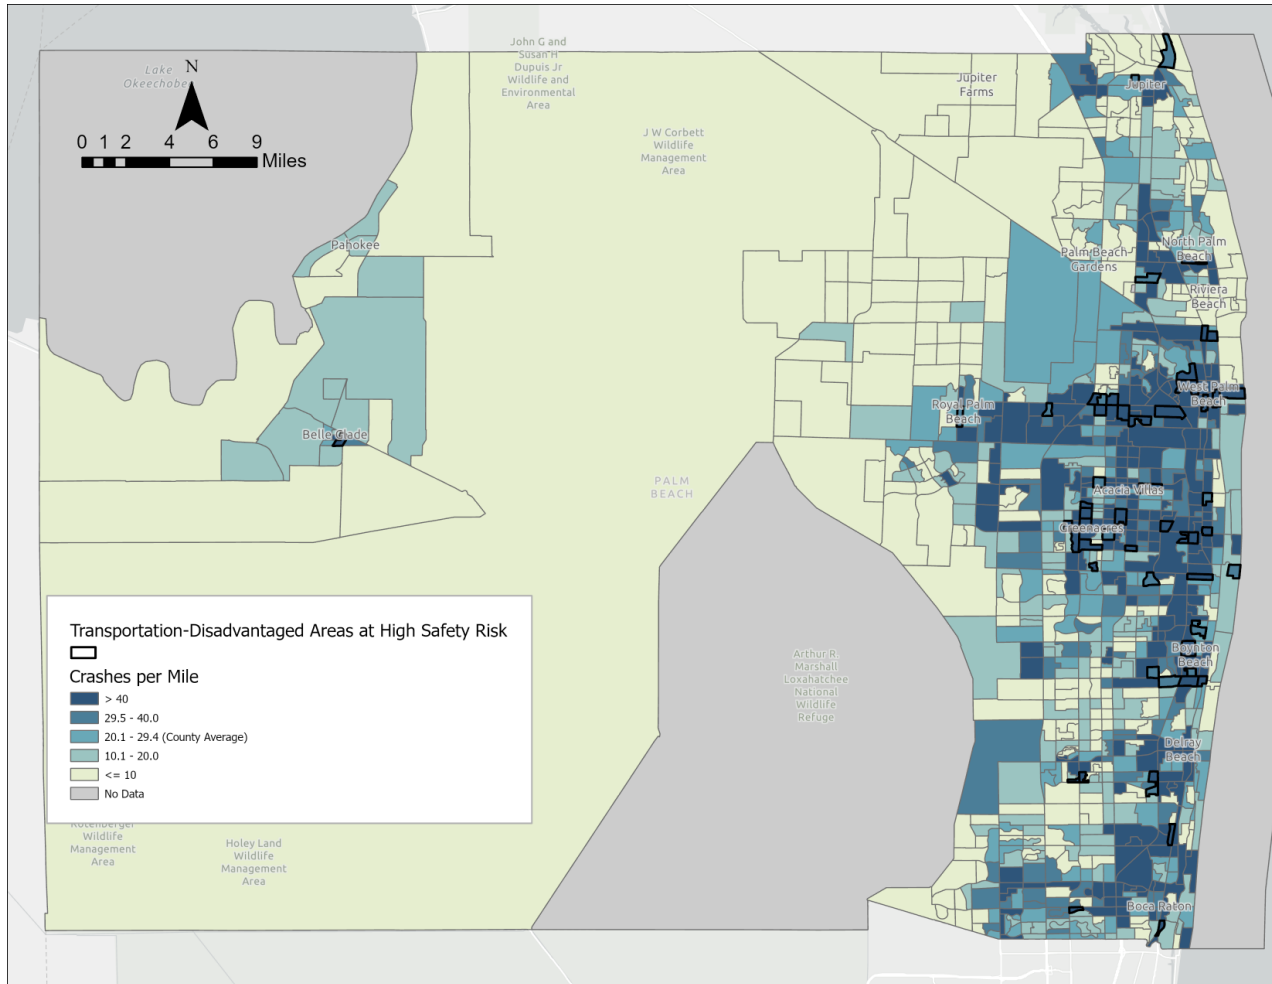 Lake
Okeechobe
N
0 1 2 4 6 9
Miles
John G and
Susan H
Dupuis Jr
Wildlife and
Environmental
Area
J W Corbett
Wildlife
Management
Area
Jupiter
Farms
Jupiter
Pahokee
Palm Beach
Gardens
North Palm
Beach
Riviera
Beach
West Palm
Beach
Royal Palm
Beach
Belle Glade
PALM
BEACH
Acacia Villas
Greenacres
Arthur R.
Marshall
Loxahatchee
National
Wildlife
Refuge
Boynton
Beach
Delray
Beach
Boca Raton
Transportation-Disadvantaged Areas at High Safety Risk
Crashes per Mile
> 40
29.5 - 40.0
20.1 - 29.4 (County Average)
10.1 - 20.0
<= 10
No Data
Rotenberger
Wildlife
Management
Area
Holey Land
Wildlife
Management
Area